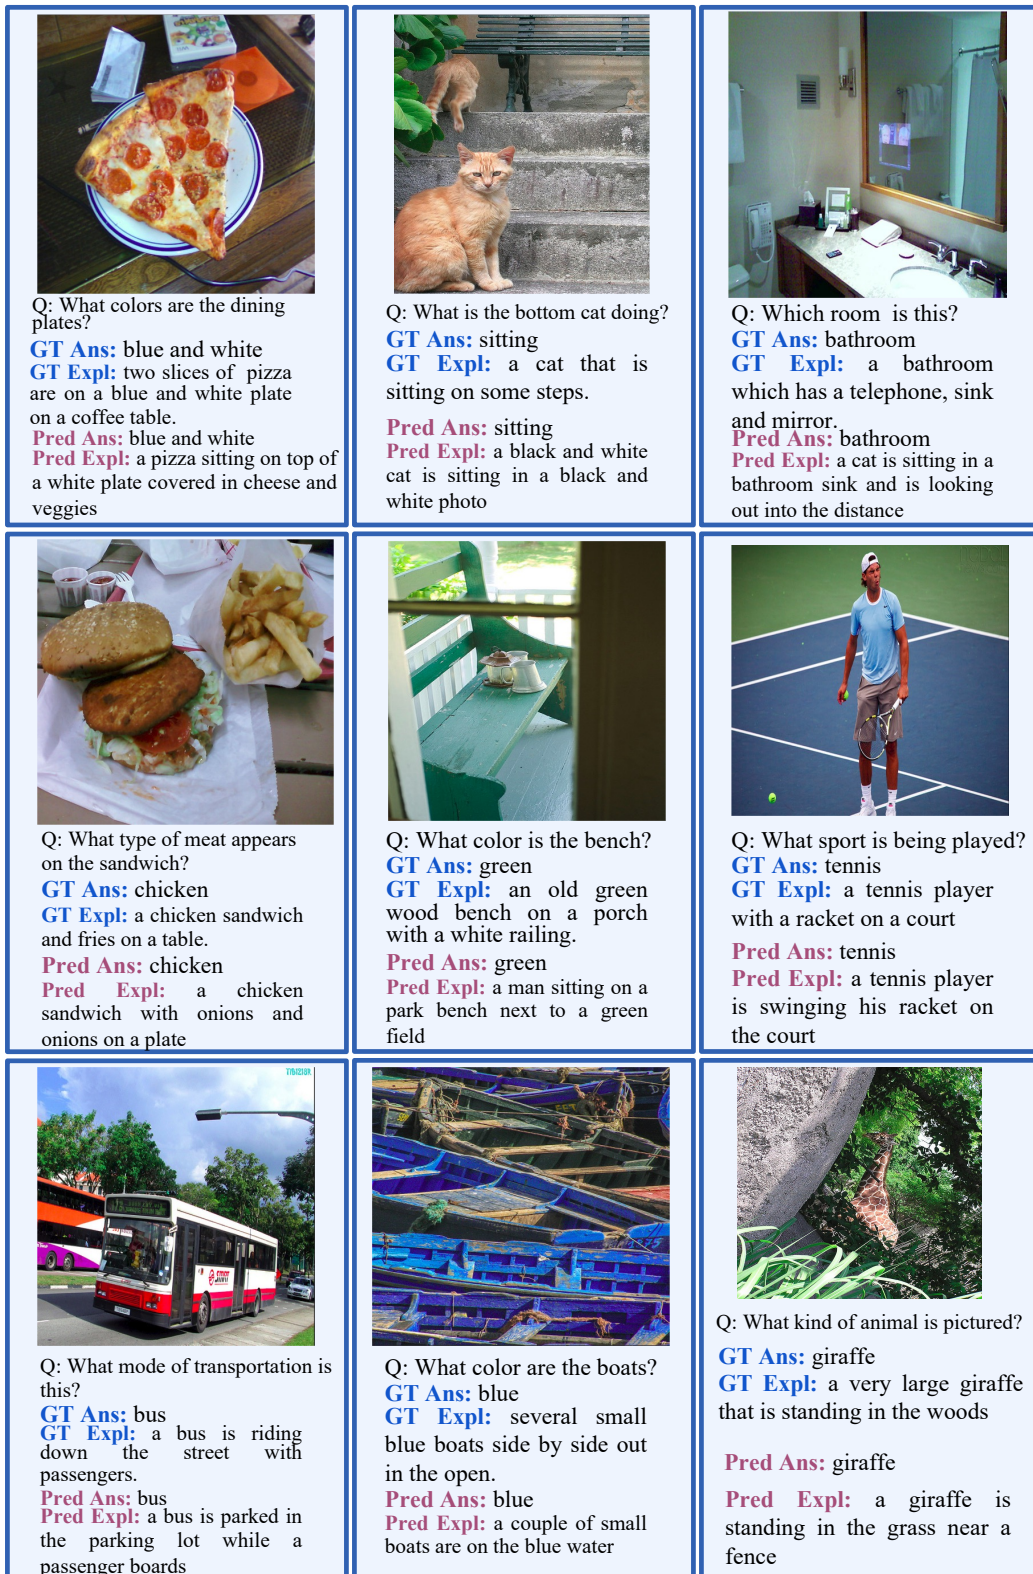 Q: What colors are the dining
plates?
GT Ans: blue and white
GT Expl: two slices of pizza
are on a blue and white plate
on a coffee table.
Pred Ans: blue and white
Pred Expl: a pizza sitting on top of
a white plate covered in cheese and
veggies
Q: What is the bottom cat doing?
GT Ans: sitting
GT Expl: a cat that is
sitting on some steps.
Pred Ans: sitting
Pred Expl: a black and white
cat is sitting in a black and
white photo
Q: Which room is this?
GT Ans: bathroom
GT Expl: a bathroom
which has a telephone, sink
and mirror.
Pred Ans: bathroom
Pred Expl: a cat is sitting in a
bathroom sink and is looking
out into the distance
Q: What type of meat appears
on the sandwich?
GT Ans: chicken
GT Expl: a chicken sandwich
and fries on a table.
Pred Ans: chicken
Pred Expl: a chicken
sandwich with onions and
onions on a plate
Q: What color is the bench?
GT Ans: green
GT Expl: an old green
wood bench on a porch
with a white railing.
Pred Ans: green
Pred Expl: a man sitting on a
park bench next to a green
field
Q: What sport is being played?
GT Ans: tennis
GT Expl: a tennis player
with a racket on a court
Pred Ans: tennis
Pred Expl: a tennis player
is swinging his racket on
the court
Q: What mode of transportation is
this?
GT Ans: bus
GT Expl: a bus is riding
down the street with
passengers.
Pred Ans: bus
Pred Expl: a bus is parked in
the parking lot while a
passenger boards
Q: What color are the boats?
GT Ans: blue
GT Expl: several small
blue boats side by side out
in the open.
Pred Ans: blue
Pred Expl: a couple of small
boats are on the blue water
Q: What kind of animal is pictured?
GT Ans: giraffe
GT Expl: a very large giraffe
that is standing in the woods
Pred Ans: giraffe
Pred Expl: a giraffe is
standing in the grass near a
fence